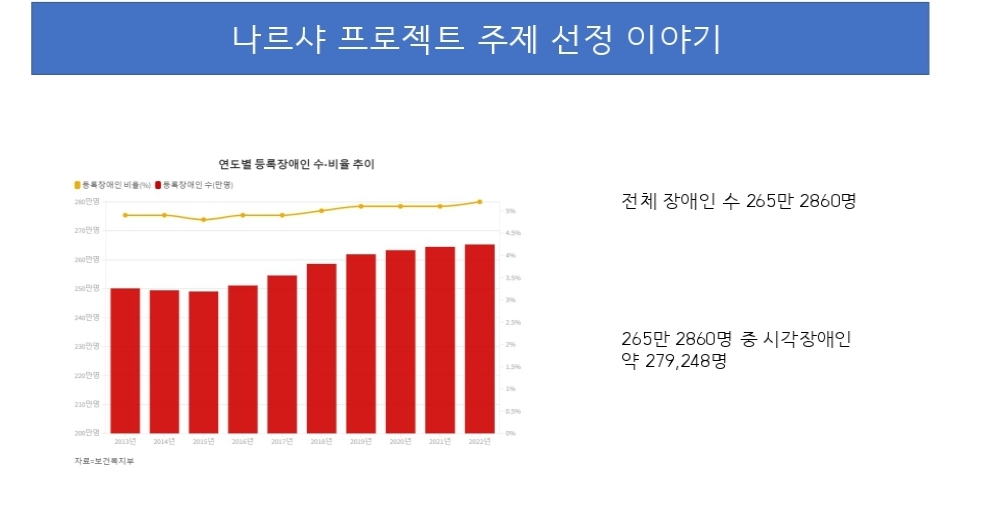 나르샤 프로젝트 주제 선정 이야기
연도별 등록장애인 수·비율 추이
등록장애인 비율(%) 등록장애인 수(만명)
280만명
270만명
260만명
250만명
240만명
230만명
220만명
210만명
200만명
5%
4.5%
4%
3.5%
3%
2.5%
2%
1.5%
1%
0.5%
0%
2013년 2014년 2015년 2016년 2017년 2018년 2019년 2020년 2021년 2022년
자료=보건복지부
전체 장애인 수 265만 2860명
265만 2860명 중 시각장애인
약 279,248명